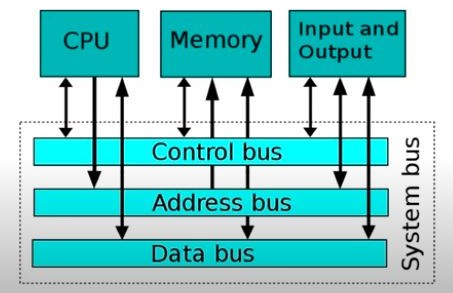 CPU
Memory
Input and
Output
Control bus
Address bus
Data bus
System bus